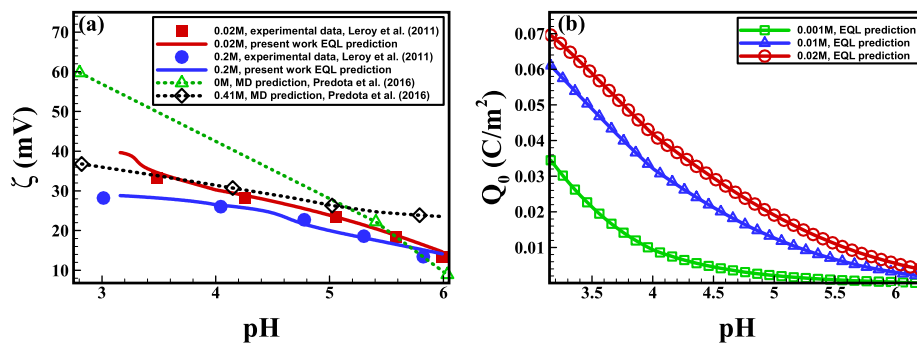 (a)
0.02M, experimental data, Leroy et al. (2011)
0.02M, present work EQL prediction
0.2M, experimental data, Leroy et al. (2011)
0.2M, present work EQL prediction
0M, MD prediction, Predota et al. (2016)
0.41M, MD prediction, Predota et al. (2016)
70
60
50
40
30
20
10
ζ (mV)
3
4
5
6
pH
(b)
0.001M, EQL prediction
0.01M, EQL prediction
0.02M, EQL prediction
0.07
0.06
0.05
0.04
0.03
0.02
0.01
Q₀ (C/m²)
3.5
4
4.5
5
5.5
6
pH